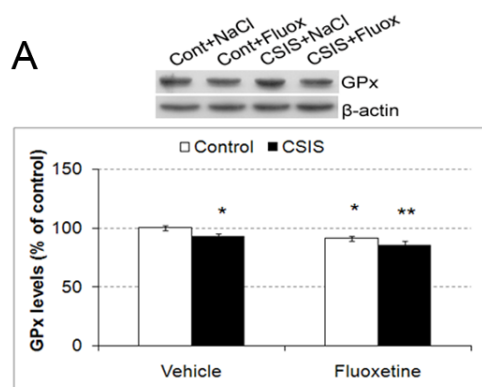 A
Cont+NaCl
Cont+Fluox
CSIS+NaCl
CSIS+Fluox
GPx
β-actin
Control CSIS
GPx levels (% of control)
150
100
50
0
*
*
**
Vehicle Fluoxetine